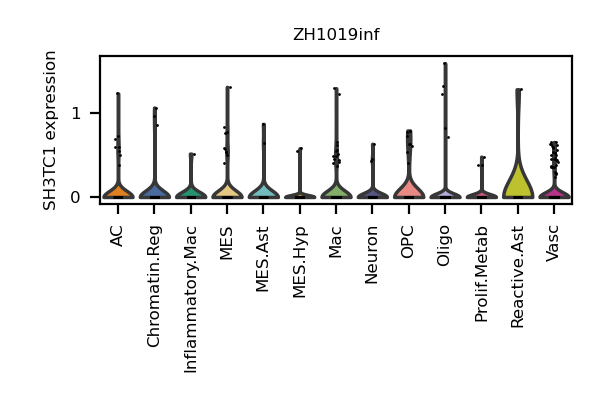 ZH1019inf
SH3TC1 expression
1
0
AC
Chromatin.Reg
Inflammatory.Mac
MES
MES.Ast
MES.Hyp
Mac
Neuron
OPC
Oligo
Prolif.Metab
Reactive.Ast
Vasc